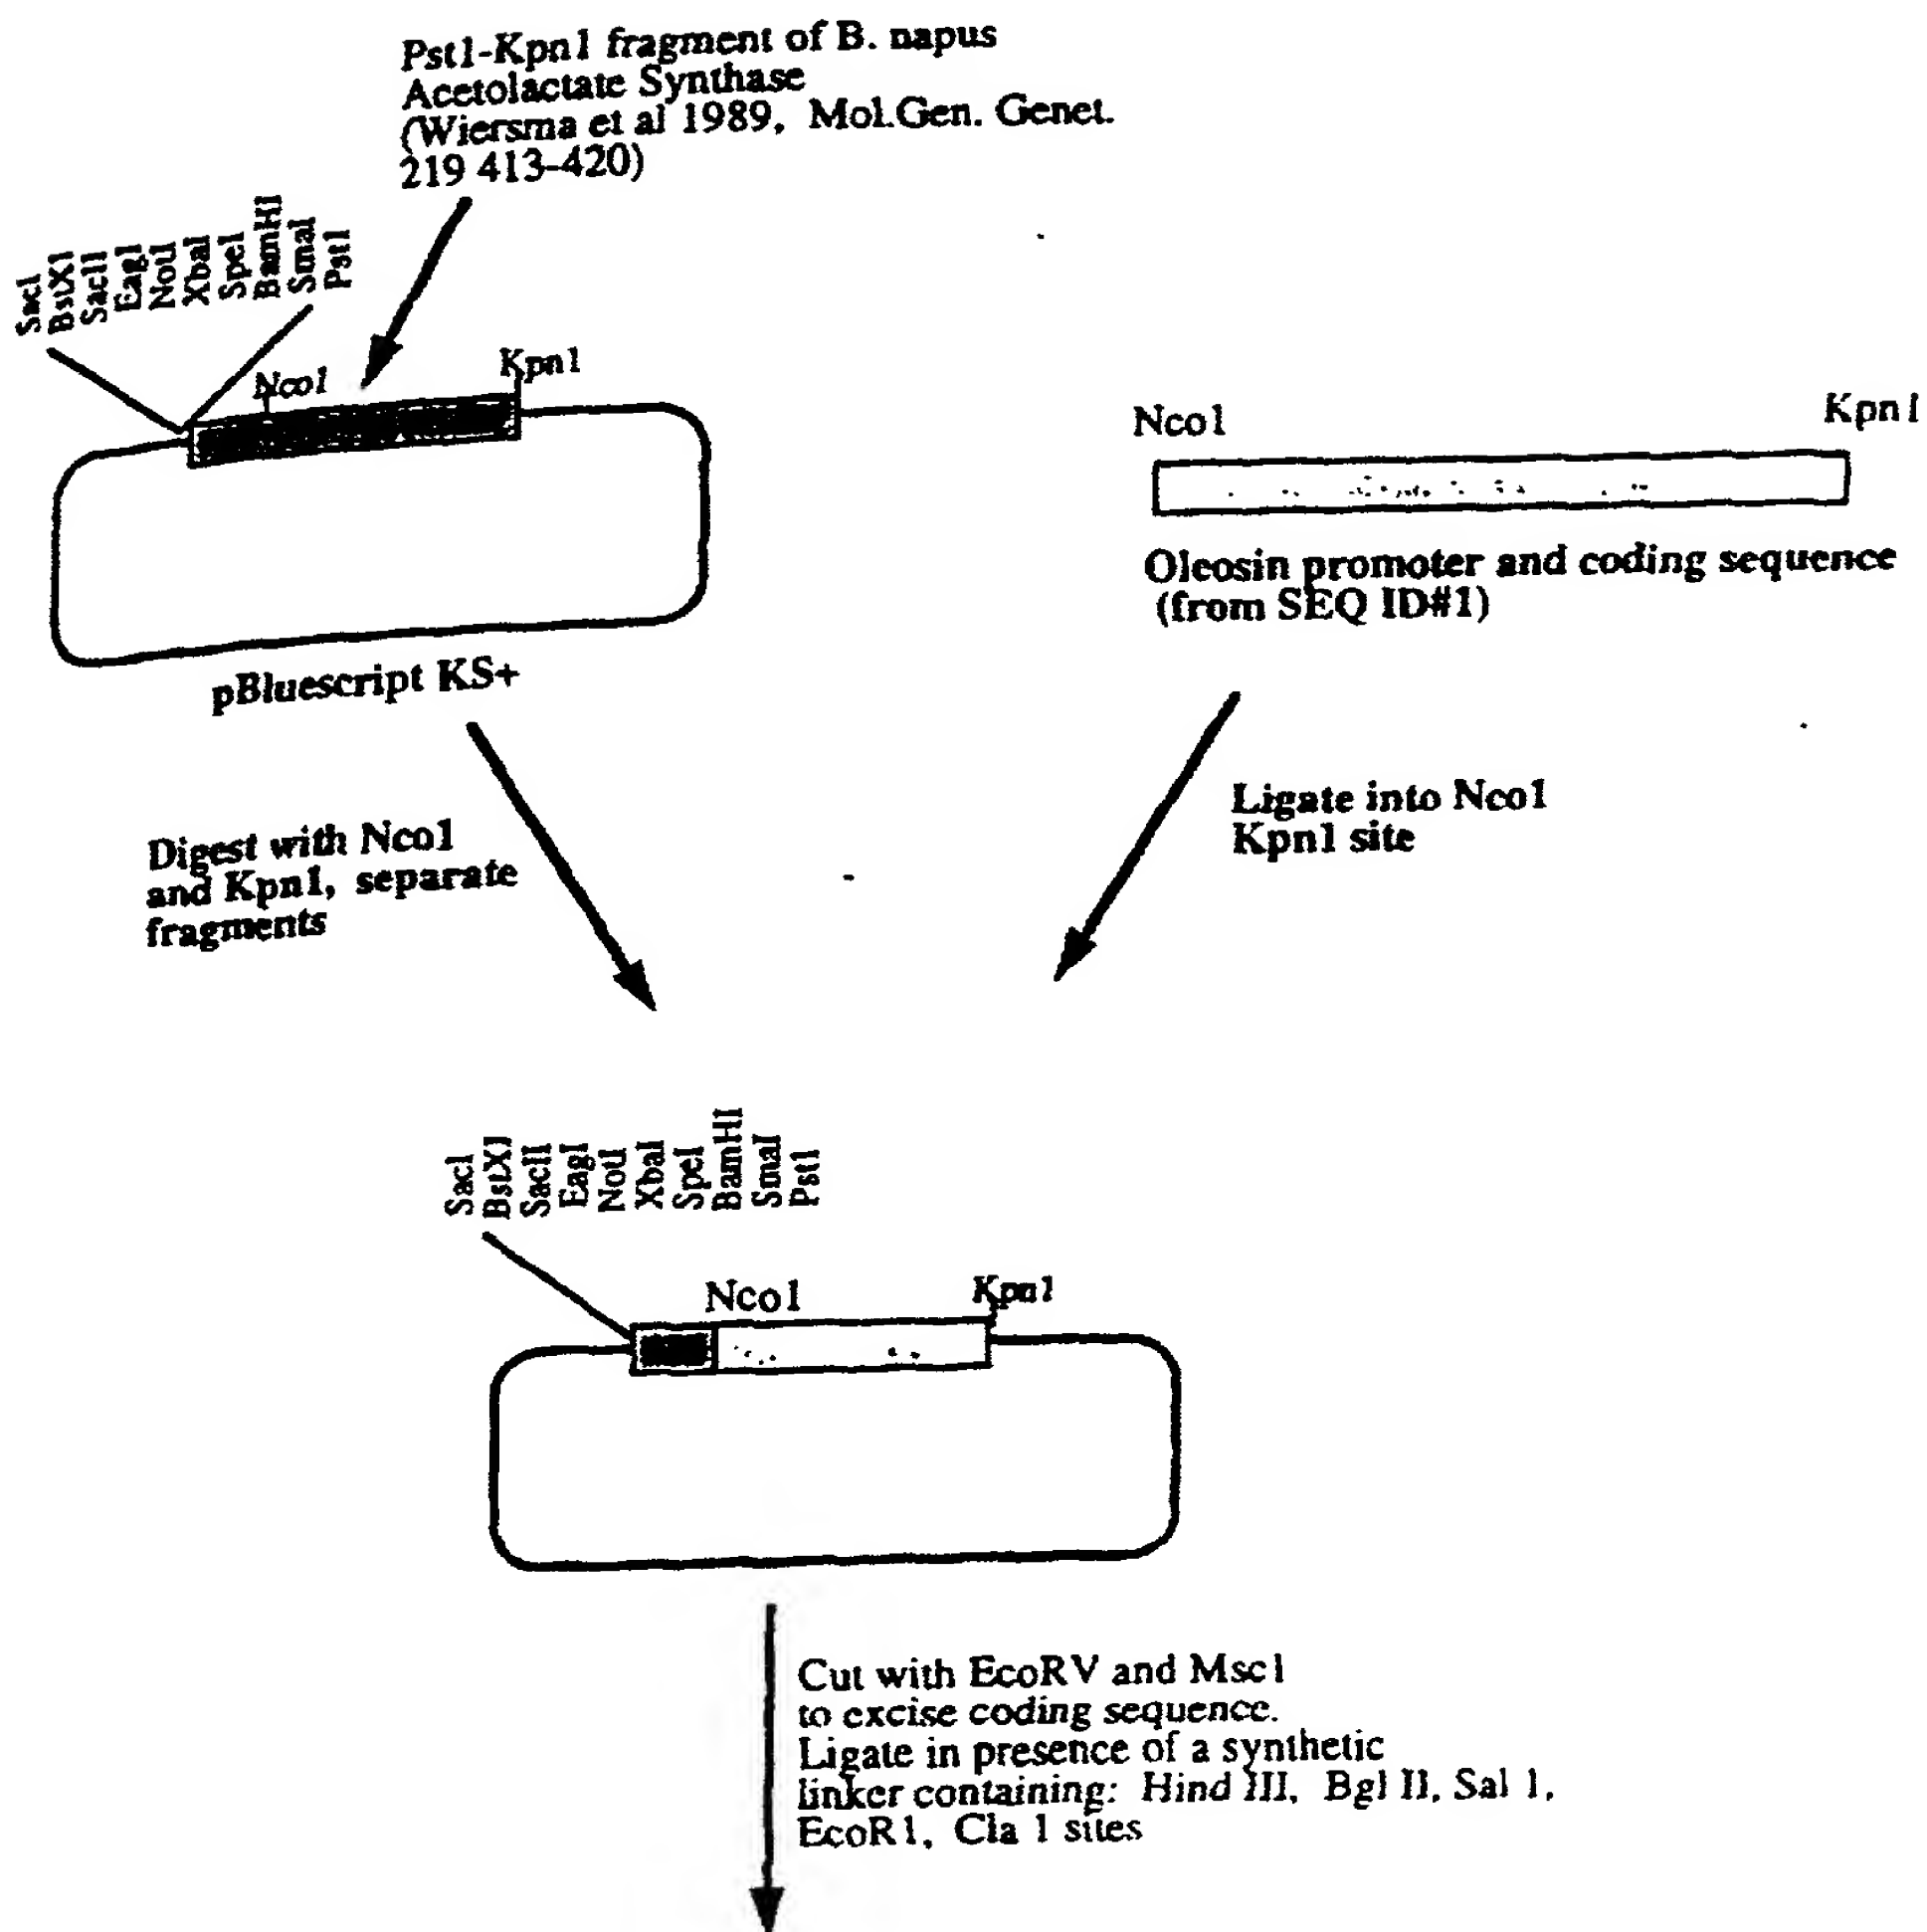 Pst1-Kpn1 fragment of B. napus
Acetolactate Synthase
(Wiersma et al 1989, Mol.Gen. Genet.
219 413-420)
SacI
BstXI
SacII
EagI
NotI
XbaI
SpeI
BamHI
SmaI
Pst1
Nco1
Kpn1
pBluescript KS+
Nco1
Kpn1
Oleosin promoter and coding sequence
(from SEQ ID#1)
Digest with Nco1
and Kpn1, separate
fragments
Ligate into Nco1
Kpn1 site
SacI
BstXI
SacII
EagI
NotI
XbaI
SpeI
BamHI
SmaI
Pst1
Nco1
Kpn1
Cut with EcoRV and Msc1
to excise coding sequence.
Ligate in presence of a synthetic
linker containing: Hind III, Bgl II, Sal 1,
EcoR1, Cla 1 sites